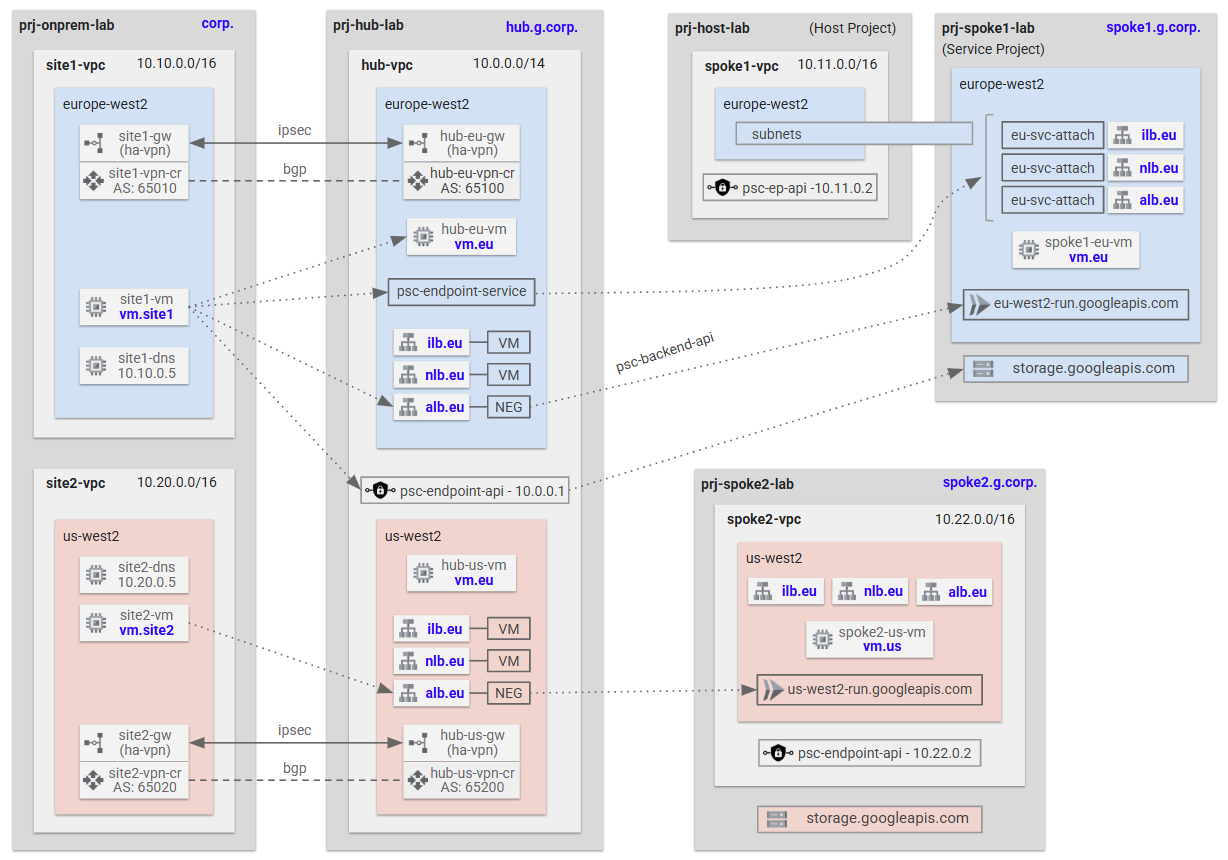 prj-onprem-lab
corp.
site1-vpc
10.10.0.0/16
europe-west2
site1-gw
(ha-vpn)
site1-vpn-cr
AS: 65010
site1-vm
vm.site1
site1-dns
10.10.0.5
site2-vpc
10.20.0.0/16
us-west2
site2-dns
10.20.0.5
site2-vm
vm.site2
site2-gw
(ha-vpn)
site2-vpn-cr
AS: 65020
ipsec
bgp
ipsec
bgp
prj-hub-lab
hub.g.corp.
hub-vpc
10.0.0.0/14
europe-west2
hub-eu-gw
(ha-vpn)
hub-eu-vpn-cr
AS: 65100
hub-eu-vm
vm.eu
psc-endpoint-service
ilb.eu
VM
nlb.eu
VM
alb.eu
NEG
psc-endpoint-api - 10.0.0.1
us-west2
hub-us-vm
vm.eu
ilb.eu
VM
nlb.eu
VM
alb.eu
NEG
hub-us-gw
(ha-vpn)
hub-us-vpn-cr
AS: 65200
psc-backend-api
prj-host-lab
(Host Project)
spoke1-vpc
10.11.0.0/16
europe-west2
subnets
psc-ep-api -10.11.0.2
prj-spoke1-lab
spoke1.g.corp.
(Service Project)
europe-west2
eu-svc-attach
ilb.eu
eu-svc-attach
nlb.eu
eu-svc-attach
alb.eu
spoke1-eu-vm
vm.eu
eu-west2-run.googleapis.com
storage.googleapis.com
prj-spoke2-lab
spoke2.g.corp.
spoke2-vpc
10.22.0.0/16
us-west2
ilb.eu
nlb.eu
alb.eu
spoke2-us-vm
vm.us
us-west2-run.googleapis.com
psc-endpoint-api - 10.22.0.2
storage.googleapis.com